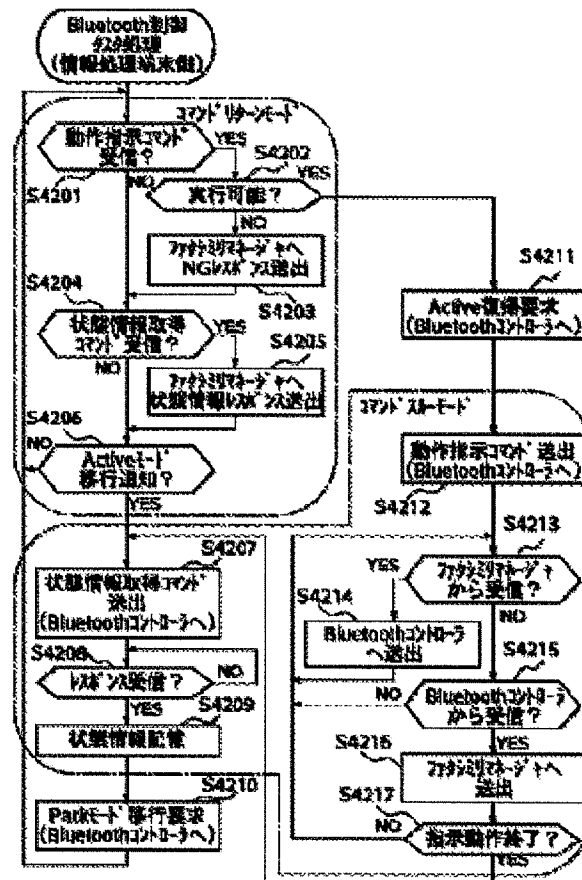 Bluetooth制御
タスク処理
(情報処理端末側)
コマンドリターンモード
動作指示コマンド
受信?
YES
S4201
NO
S4202
実行可能?
YES
NO
ファクシミリマネージャへ
NGレスポンス送出
S4203
S4204
状態情報取得
コマンド受信?
YES
NO
S4205
ファクシミリマネージャへ
状態情報レスポンス送出
S4206
NO
Activeモード
移行通知?
YES
S4207
状態情報取得コマンド
送出
(Bluetoothコントローラへ)
S4208
レスポンス受信?
NO
YES
S4209
状態情報記憶
S4210
Parkモード移行要求
(Bluetoothコントローラへ)
S4211
Active復帰要求
(Bluetoothコントローラへ)
コマンドスルーモード
動作指示コマンド送出
(Bluetoothコントローラへ)
S4212
S4213
YES
ファクシミリマネージャ
から受信?
NO
S4214
Bluetoothコントローラ
へ送出
S4215
NO
Bluetoothコントローラ
から受信?
YES
S4216
ファクシミリマネージャへ
送出
S4217
NO
指示動作終了?
YES